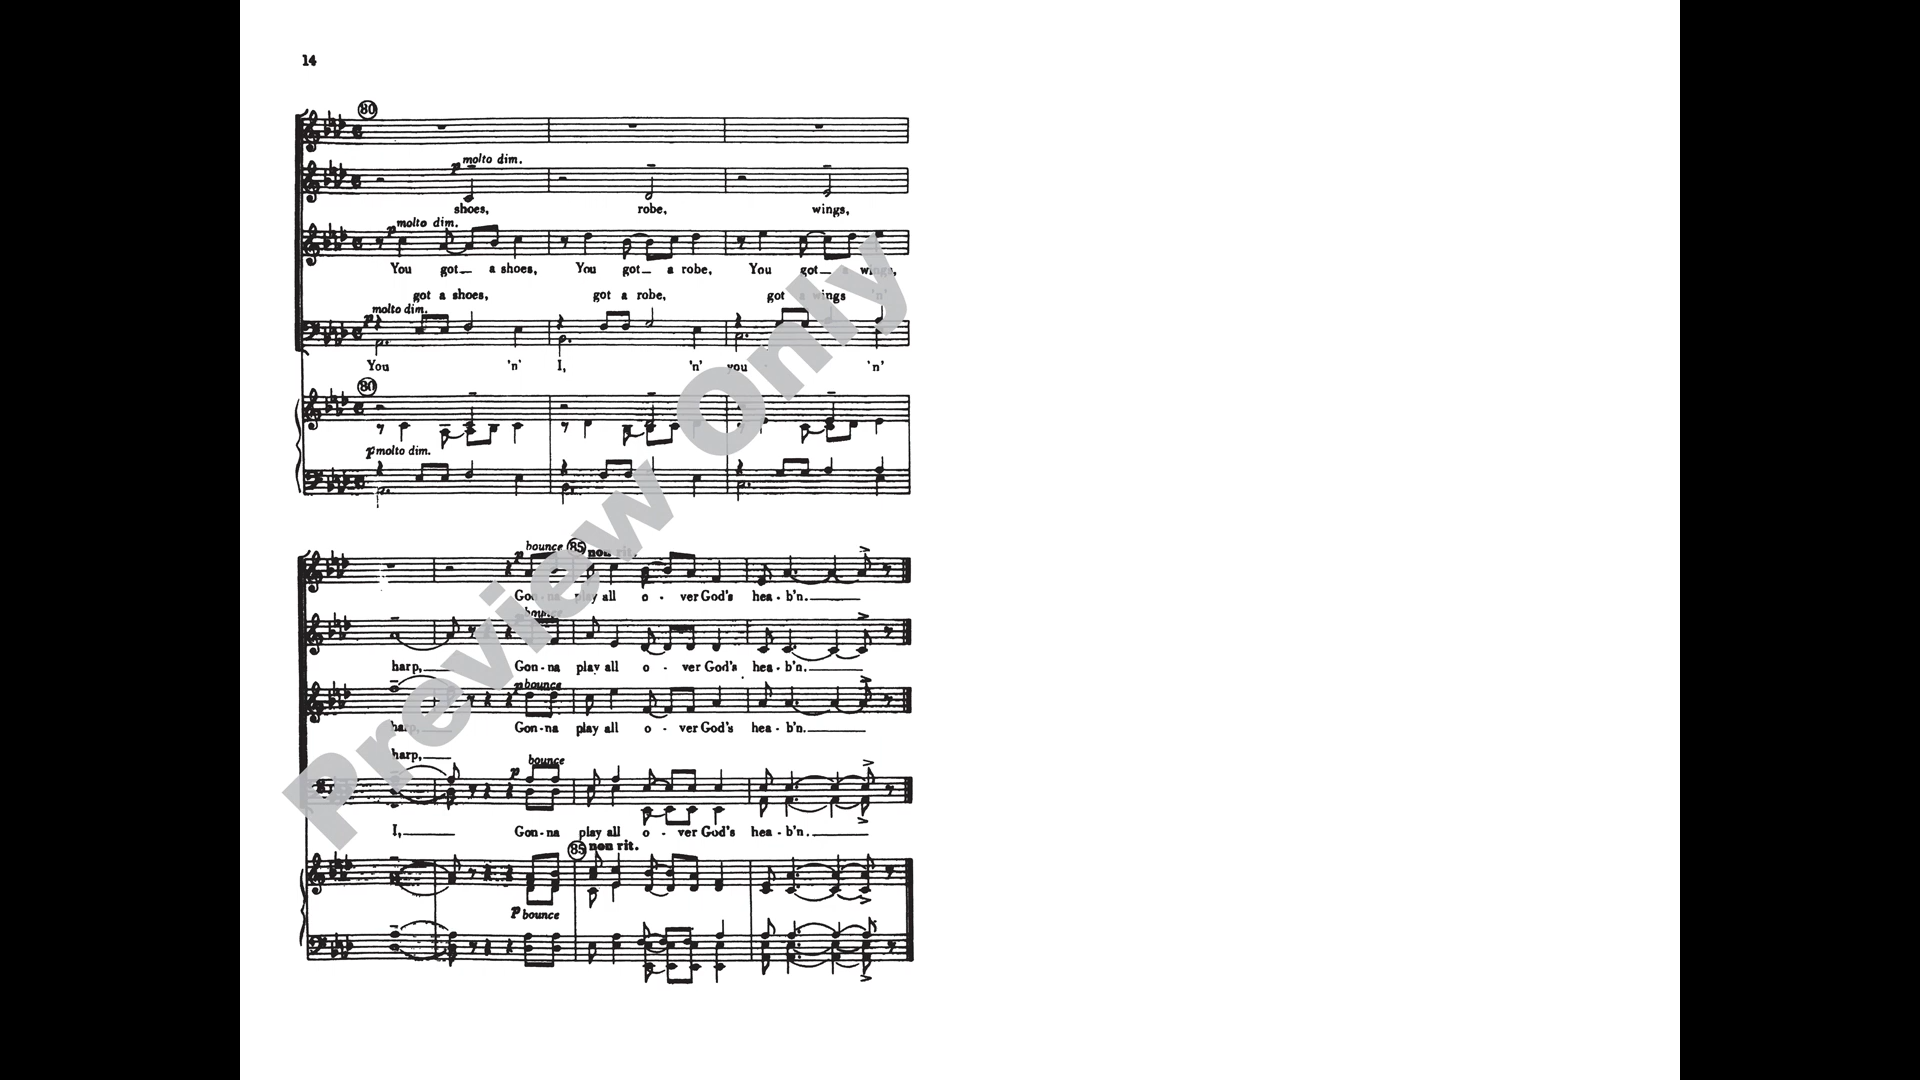 14
80
p molto dim.
shoes, robe, wings,
p molto dim.
You got a shoes, You got a robe, You got a wings,
got a shoes, got a robe, got a wings 'n'
p molto dim.
You 'n' I, 'n' you 'n'
80
p molto dim.
p bounce 85 non rit.
Gon - na play all o - ver God's hea - b'n.
bounce
harp, Gon - na play all o - ver God's hea - b'n.
p bounce
harp, Gon - na play all o - ver God's hea - b'n.
harp,
p bounce
I, Gon - na play all o - ver God's hea - b'n.
85 non rit.
p bounce
Preview Only